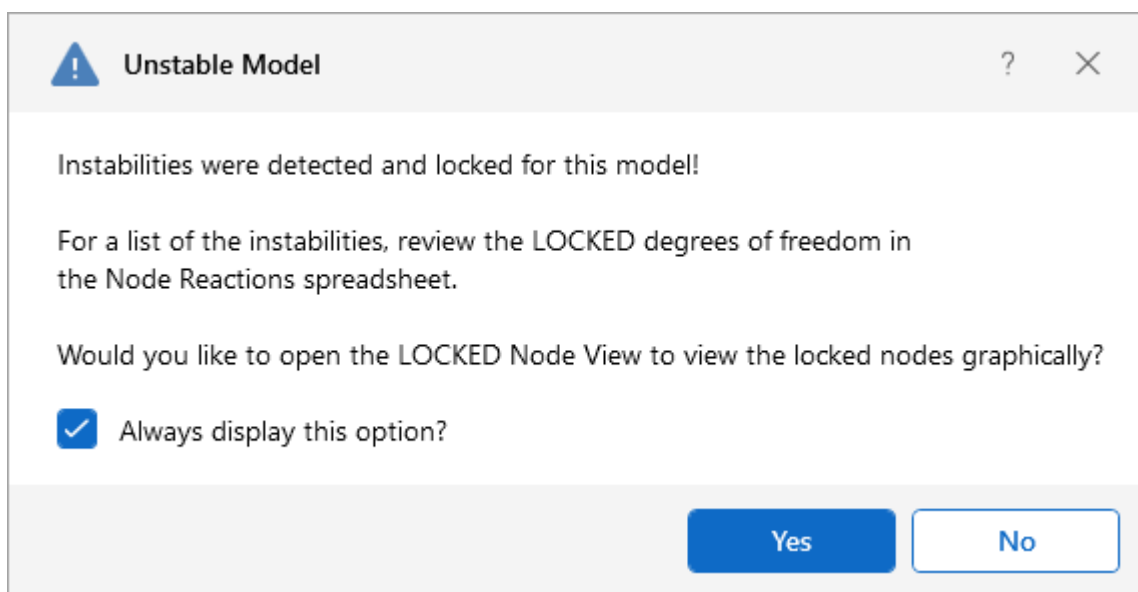 Unstable Model
?
Instabilities were detected and locked for this model!
For a list of the instabilities, review the LOCKED degrees of freedom in
the Node Reactions spreadsheet.
Would you like to open the LOCKED Node View to view the locked nodes graphically?
Always display this option?
Yes
No